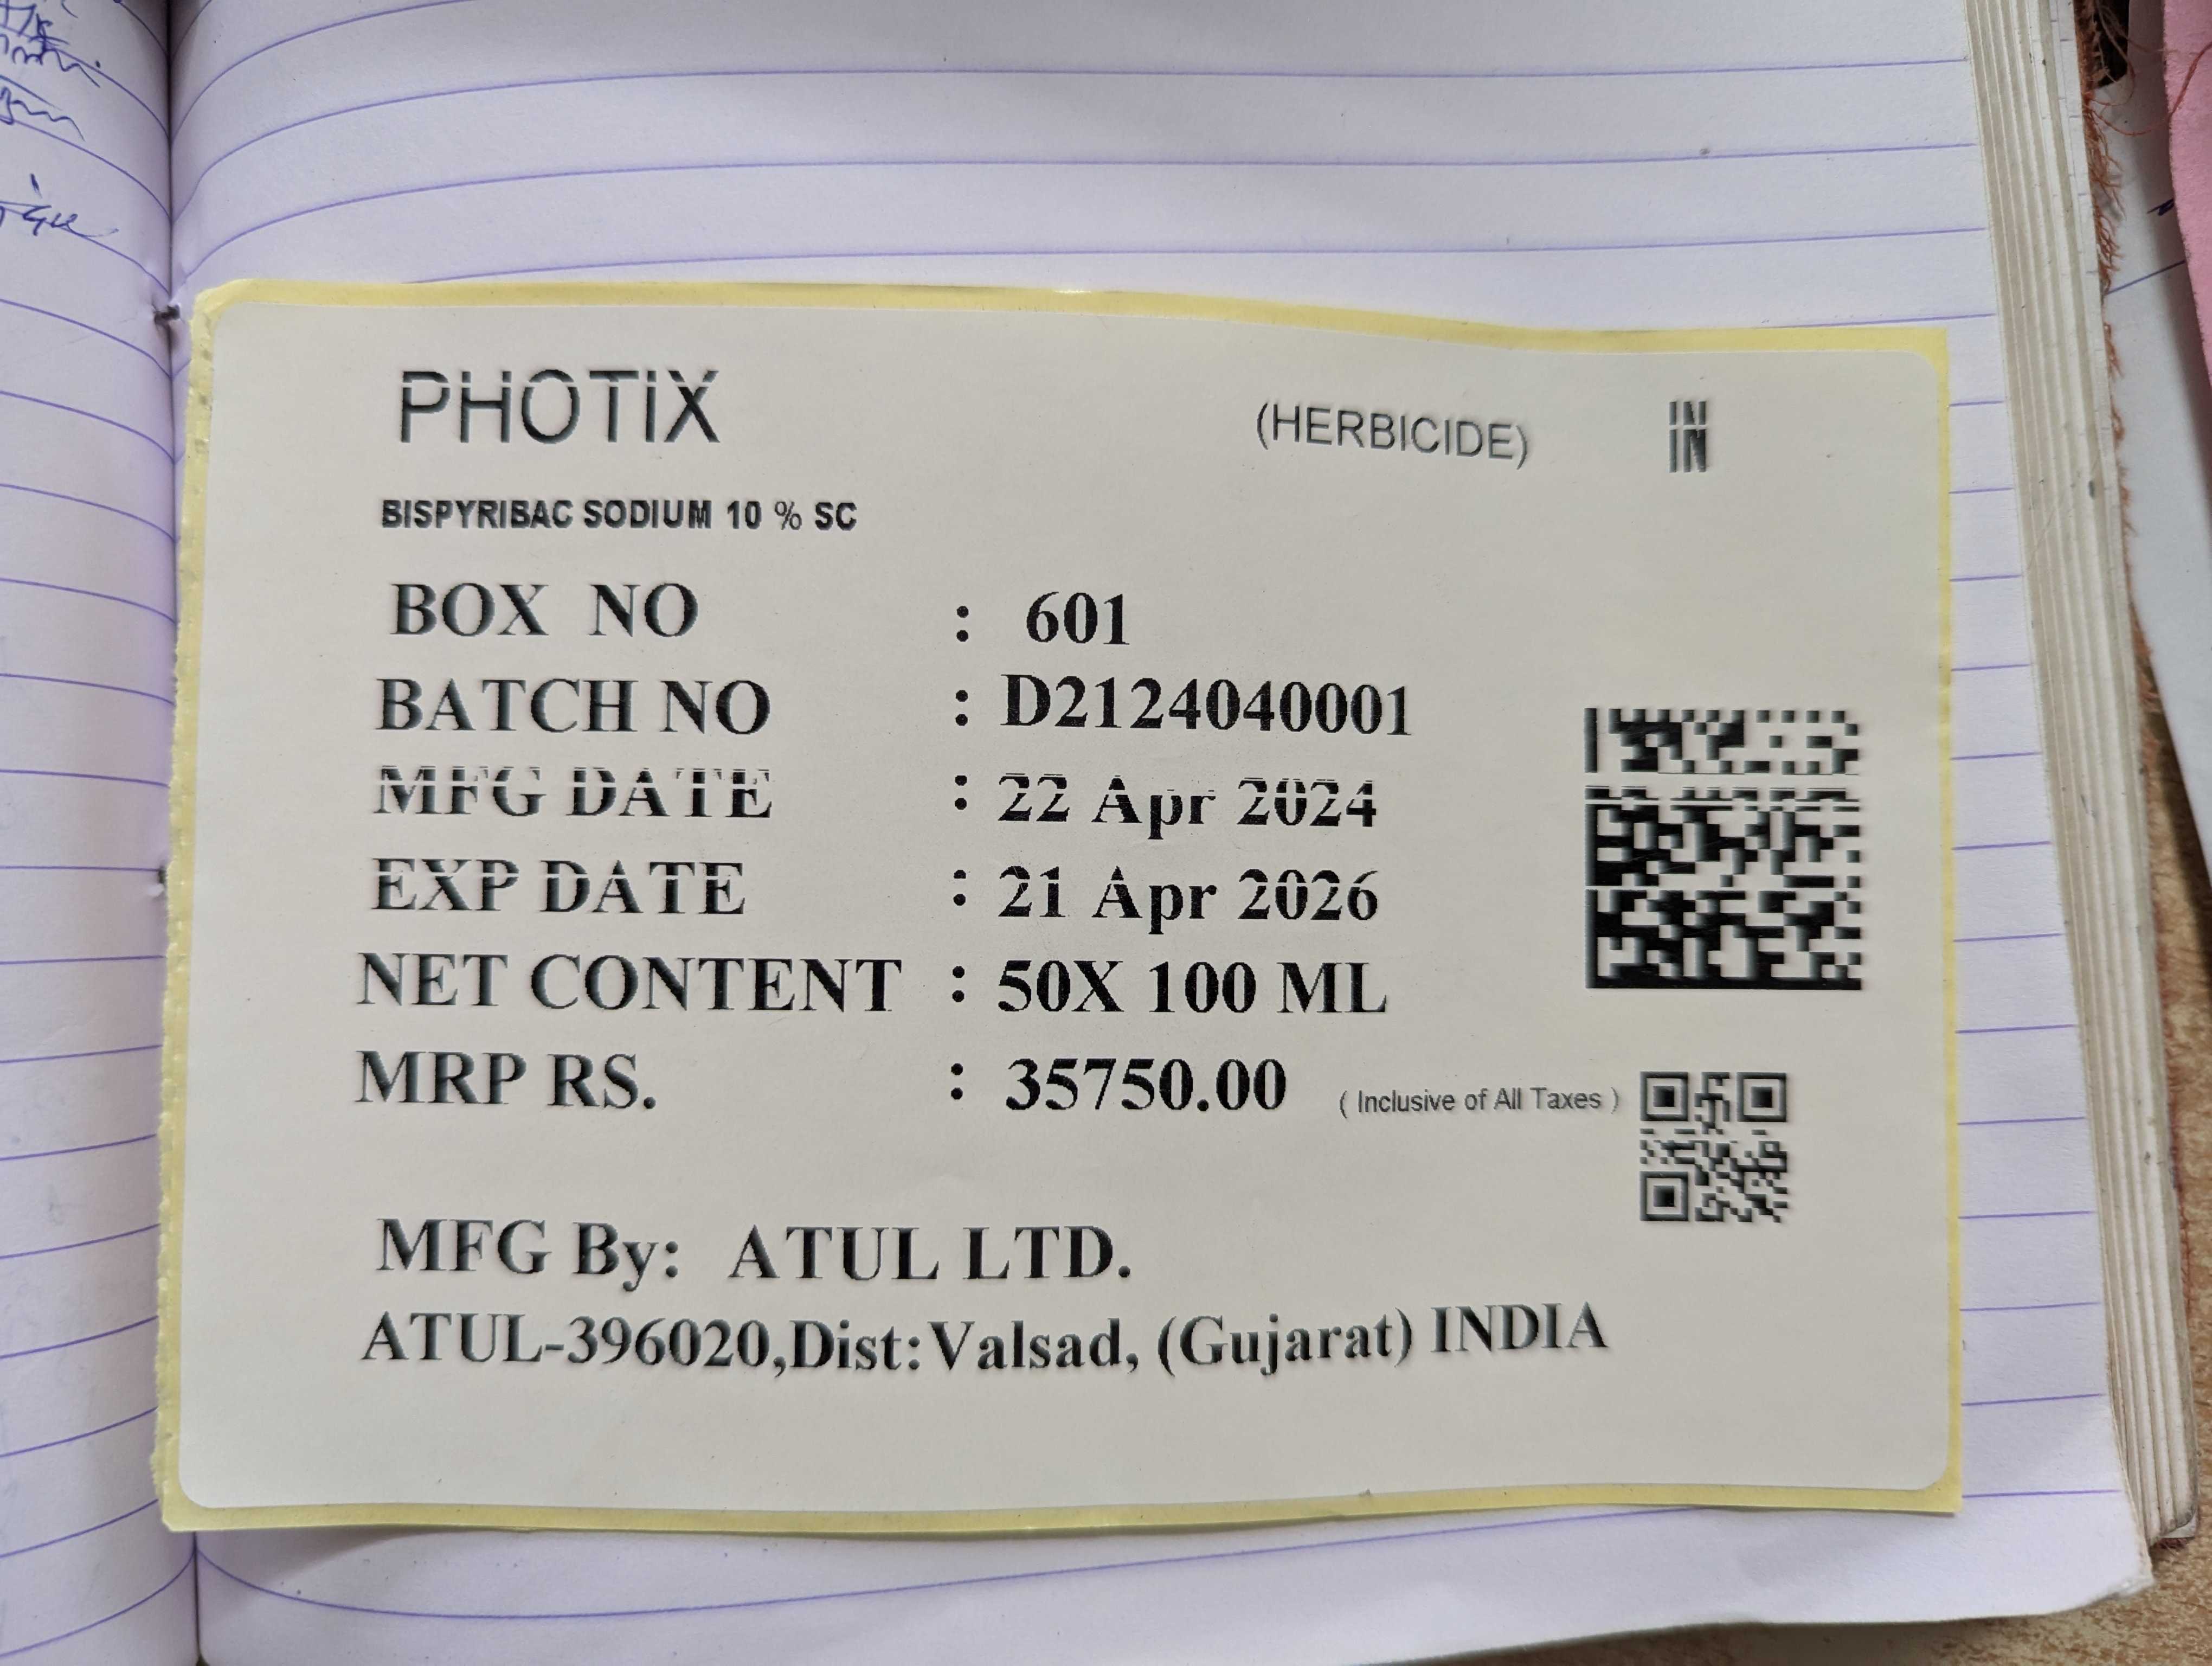 PHOTIX (HERBICIDE) IN
BISPYRIBAC SODIUM 10 % SC
BOX NO : 601
BATCH NO : D2124040001
MFG DATE : 22 Apr 2024
EXP DATE : 21 Apr 2026
NET CONTENT : 50X 100 ML
MRP RS. : 35750.00 ( Inclusive of All Taxes )
MFG By: ATUL LTD.
ATUL-396020,Dist:Valsad, (Gujarat) INDIA